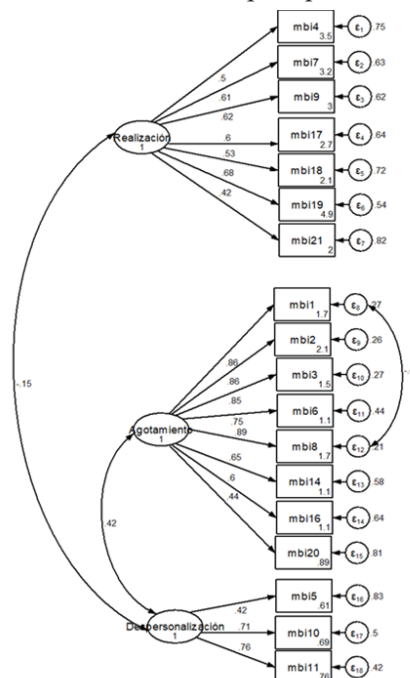 mbi4
3.5
ε1
.75
mbi7
3.2
ε2
.63
mbi9
3
ε3
.62
mbi17
2.7
ε4
.64
mbi18
2.1
ε5
.72
mbi19
4.9
ε6
.54
mbi21
2
ε7
.82
Realización
1
.5
.61
.62
.6
.53
.68
.42
-.15
mbi1
1.7
ε8
.27
mbi2
2.1
ε9
.26
mbi3
1.5
ε10
.27
mbi6
1.1
ε11
.44
mbi8
1.7
ε12
.21
mbi14
1.1
ε13
.58
mbi16
1.1
ε14
.64
mbi20
.89
ε15
.81
Agotamiento
1
.86
.86
.85
.75
.89
.65
.6
.44
.42
mbi5
.61
ε16
.83
mbi10
.69
ε17
.5
mbi11
.76
ε18
.42
Despersonalización
1
.42
.71
.76